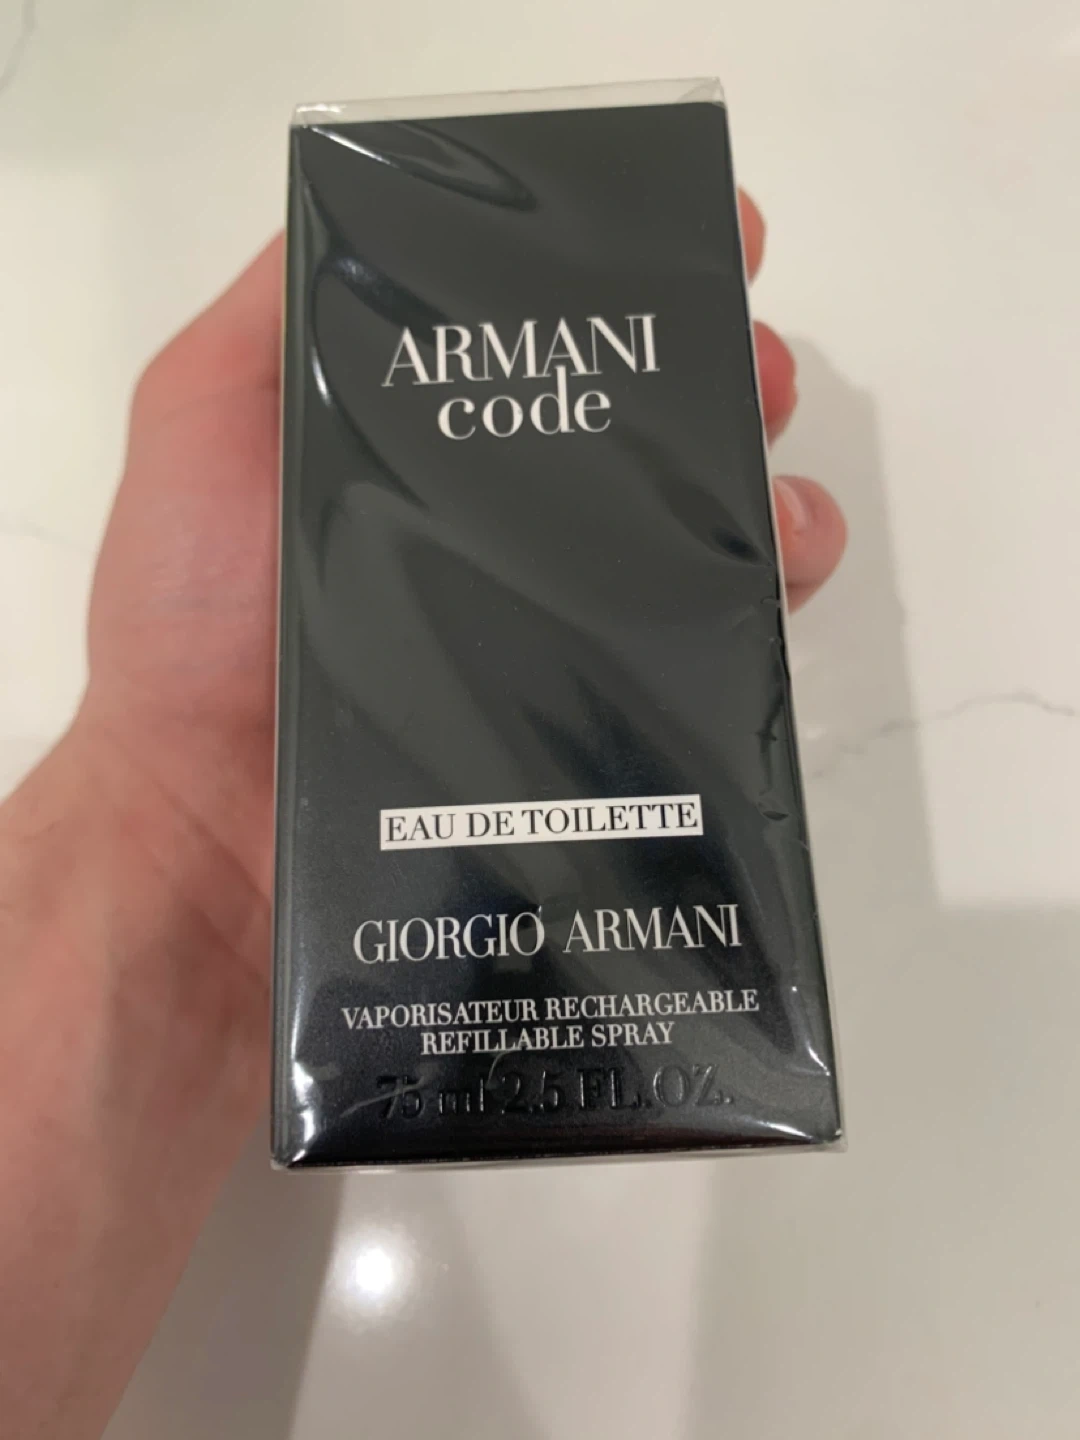 ARMANI
code
EAU DE TOILETTE
GIORGIO ARMANI
VAPORISATEUR RECHARGEABLE
REFILLABLE SPRAY
75 ml 2.5 FL.OZ.